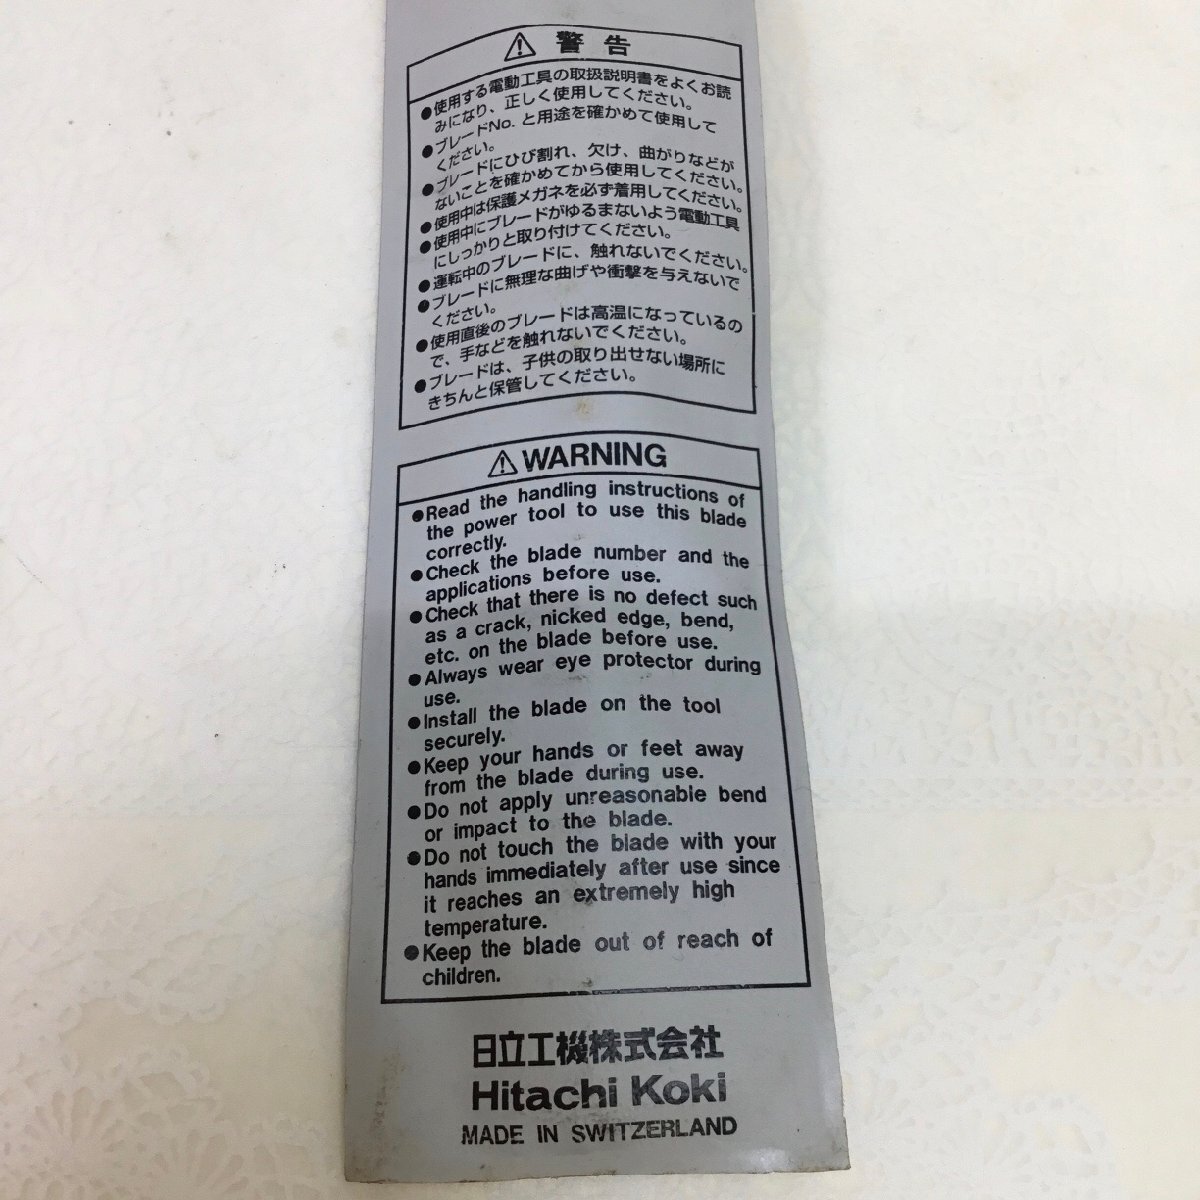 ⚠ 警告
●使用する電動工具の取扱説明書をよくお読
みになり、正しく使用してください。
●ブレードNo. と用途を確かめて使用して
ください。
●ブレードにひび割れ、欠け、曲がりなどが
ないことを確かめてから使用してください。
●使用中は保護メガネを必ず着用してください。
●使用中にブレードがゆるまないよう電動工具
にしっかりと取り付けてください。
●運転中のブレードに、触れないでください。
●ブレードに無理な曲げや衝撃を与えないで
ください。
●使用直後のブレードは高温になっているの
で、手などを触れないでください。
●ブレードは、子供の取り出せない場所に
きちんと保管してください。
⚠ WARNING
●Read the handling instructions of
the power tool to use this blade
correctly.
●Check the blade number and the
applications before use.
●Check that there is no defect such
as a crack, nicked edge, bend,
etc. on the blade before use.
●Always wear eye protector during
use.
●Install the blade on the tool
securely.
●Keep your hands or feet away
from the blade during use.
●Do not apply unreasonable bend
or impact to the blade.
●Do not touch the blade with your
hands immediately after use since
it reaches an extremely high
temperature.
●Keep the blade out of reach of
children.
日立工機株式会社
Hitachi Koki
MADE IN SWITZERLAND